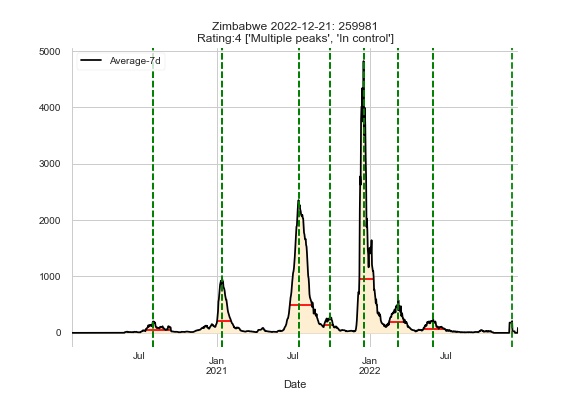 Zimbabwe 2022-12-21: 259981
Rating:4 ['Multiple peaks', 'In control']
Average-7d
5000
4000
3000
2000
1000
0
Jul
Jan
2021
Jul
Jan
2022
Jul
Date